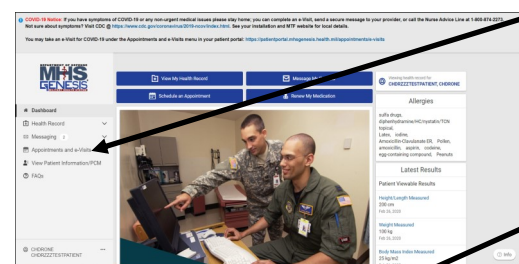 COVID-19 Notice: If you have symptoms of COVID-19 or any non-urgent medical issues please stay home; you can complete an E-Visit, send a secure message to your provider, or call the Nurse Advice Line at 1-800-874-2273.
Not sure about your symptoms? Visit CDC @ https://www.cdc.gov/coronavirus/2019-ncov/index.html. See your installation and MTF website for local details.
You may take an e-Visit for COVID-19 under the Appointments and e-Visits menu in your patient portal: https://patientportal.mhsgenesis.health.mil/appointments/e-visits
MHS
GENESIS
Dashboard
Health Record
Messaging
Appointments and e-Visits
View Patient Information/PCM
FAQs
CHDRONE
CHDRZZZTESTPATIENT
View My Health Record
Message My
Schedule an Appointment
Renew My Medication
Viewing health record for
CHDRZZZTESTPATIENT, CHDRONE
Allergies
sulfa drugs,
diphenhydramine/HC/nystatin/TCN
topical,
Latex, iodine,
Amoxicillin-Clavulanate ER, Pollen,
amoxicillin, aspirin, codeine,
egg-containing compound, Peanuts
Latest Results
Patient Viewable Results
Height/Length Measured
200 cm
Feb 26, 2020
Weight Measured
100 kg
Feb 26, 2020
Body Mass Index Measured
25 kg/m2
Info